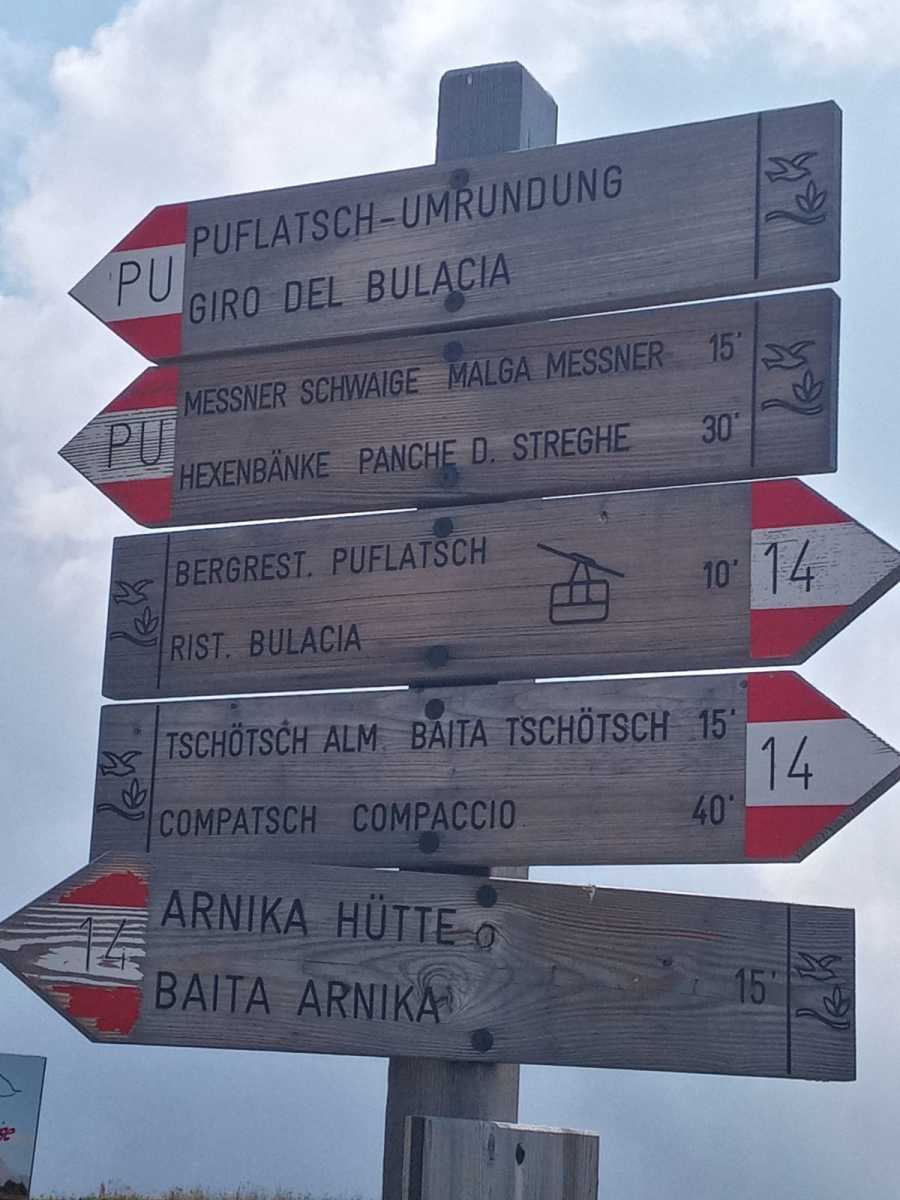 PUFLATSCH-UMRUNDUNG
PU
GIRO DEL BULACIA
MESSNER SCHWAIGE MALGA MESSNER 15'
PU
HEXENBÄNKE PANCHE D. STREGHE 30'
BERGREST. PUFLATSCH 10' 14
RIST. BULACIA
TSCHÖTSCH ALM BAITA TSCHÖTSCH 15'
14
COMPATSCH COMPACCIO 40'
ARNIKA HÜTTE
14
BAITA ARNIKA 15'